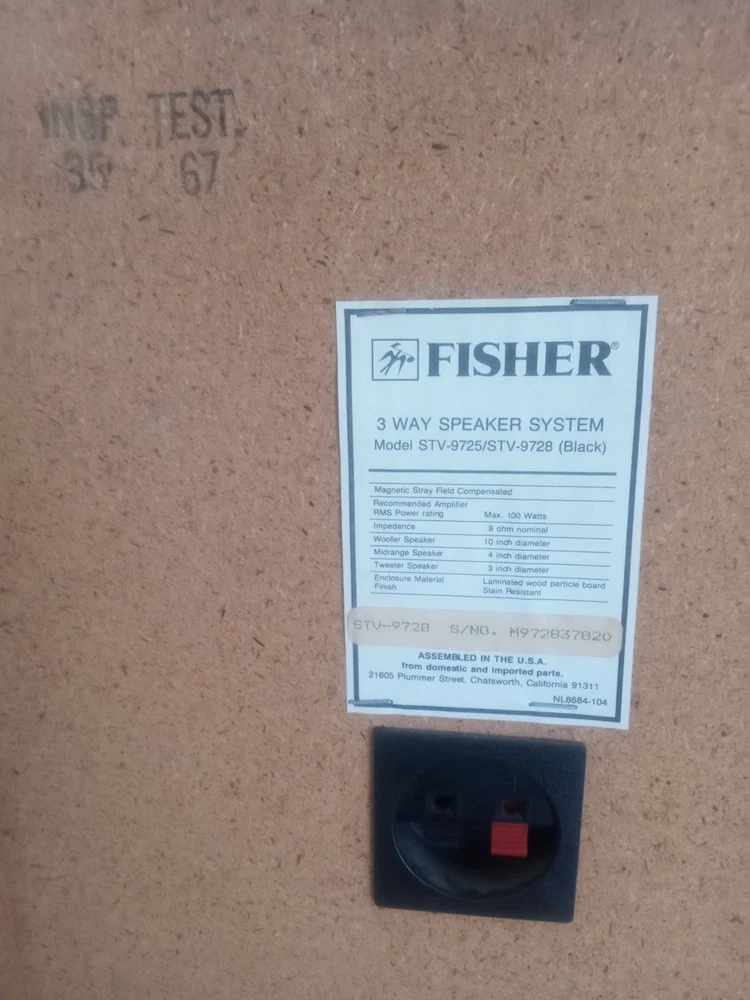 INSP TEST.
35 67
FISHER®
3 WAY SPEAKER SYSTEM
Model STV-9725/STV-9728 (Black)
Magnetic Stray Field Compensated
Recommended Amplifier
RMS Power rating Max. 100 Watts
Impedance 8 ohm nominal
Woofer Speaker 10 inch diameter
Midrange Speaker 4 inch diameter
Tweeter Speaker 3 inch diameter
Enclosure Material Laminated wood particle board
Finish Stain Resistant
STV-9728 S/NO. M972837820
ASSEMBLED IN THE U.S.A.
from domestic and imported parts.
21605 Plummer Street, Chatsworth, California 91311
NL8684-104